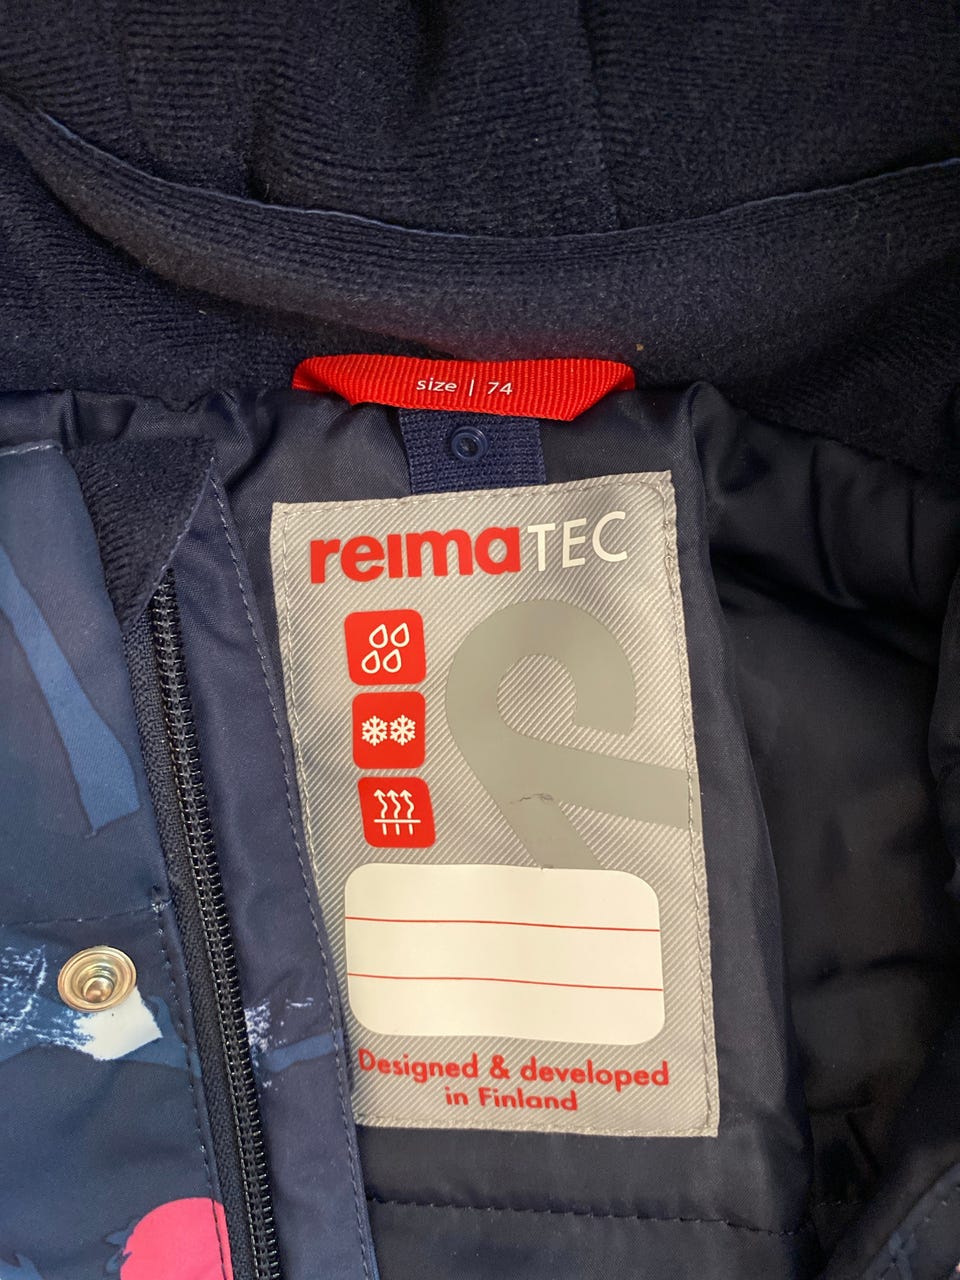 size | 74
reimaTEC
Designed & developed
in Finland